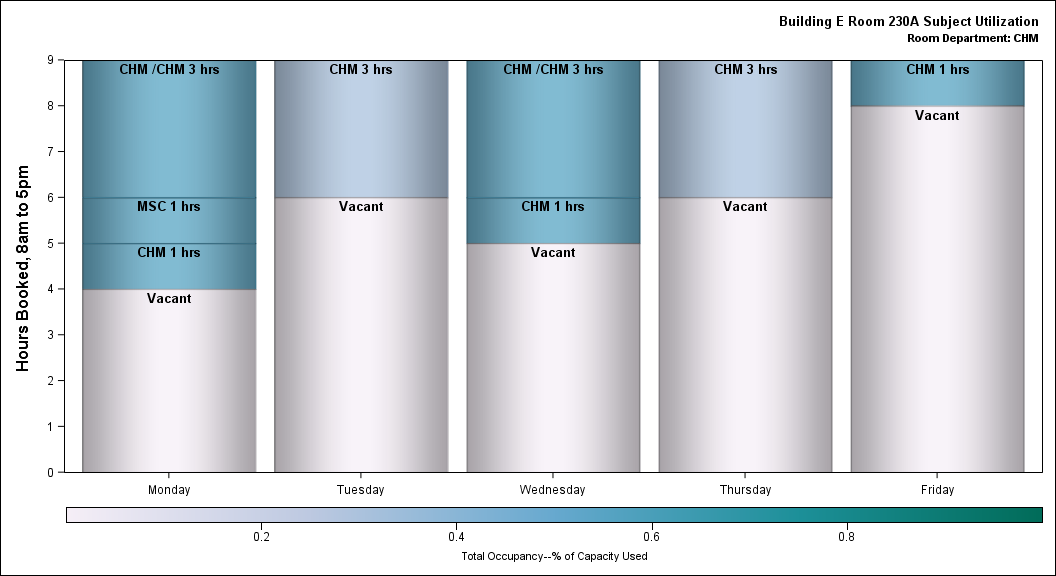 Building E Room 230A Subject Utilization
Room Department: CHM
Hours Booked, 8am to 5pm
9
8
7
6
5
4
3
2
1
0
CHM /CHM 3 hrs
MSC 1 hrs
CHM 1 hrs
Vacant
CHM 3 hrs
Vacant
CHM /CHM 3 hrs
CHM 1 hrs
Vacant
CHM 3 hrs
Vacant
CHM 1 hrs
Vacant
Monday Tuesday Wednesday Thursday Friday
0.2 0.4 0.6 0.8
Total Occupancy--% of Capacity Used